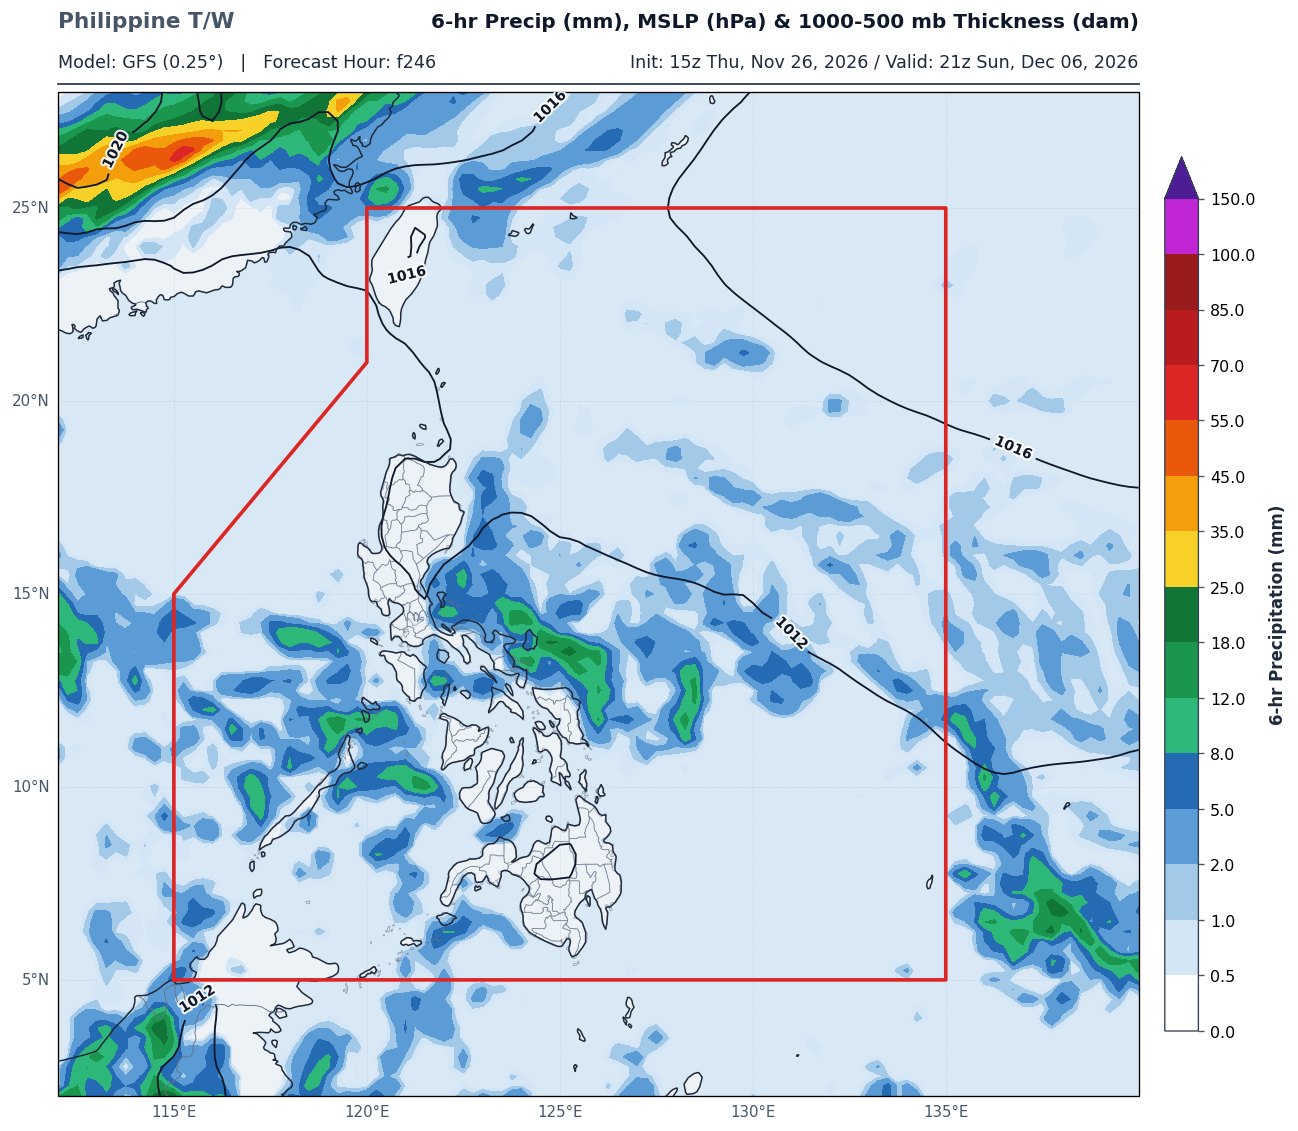 Philippine T/W
6-hr Precip (mm), MSLP (hPa) & 1000-500 mb Thickness (dam)
Model: GFS (0.25°) | Forecast Hour: f246
Init: 15z Thu, Nov 26, 2026 / Valid: 21z Sun, Dec 06, 2026
1016
1020
1016
1016
1012
1012
25°N
20°N
15°N
10°N
5°N
115°E
120°E
125°E
130°E
135°E
150.0
100.0
85.0
70.0
55.0
45.0
35.0
25.0
18.0
12.0
8.0
5.0
2.0
1.0
0.5
0.0
6-hr Precipitation (mm)